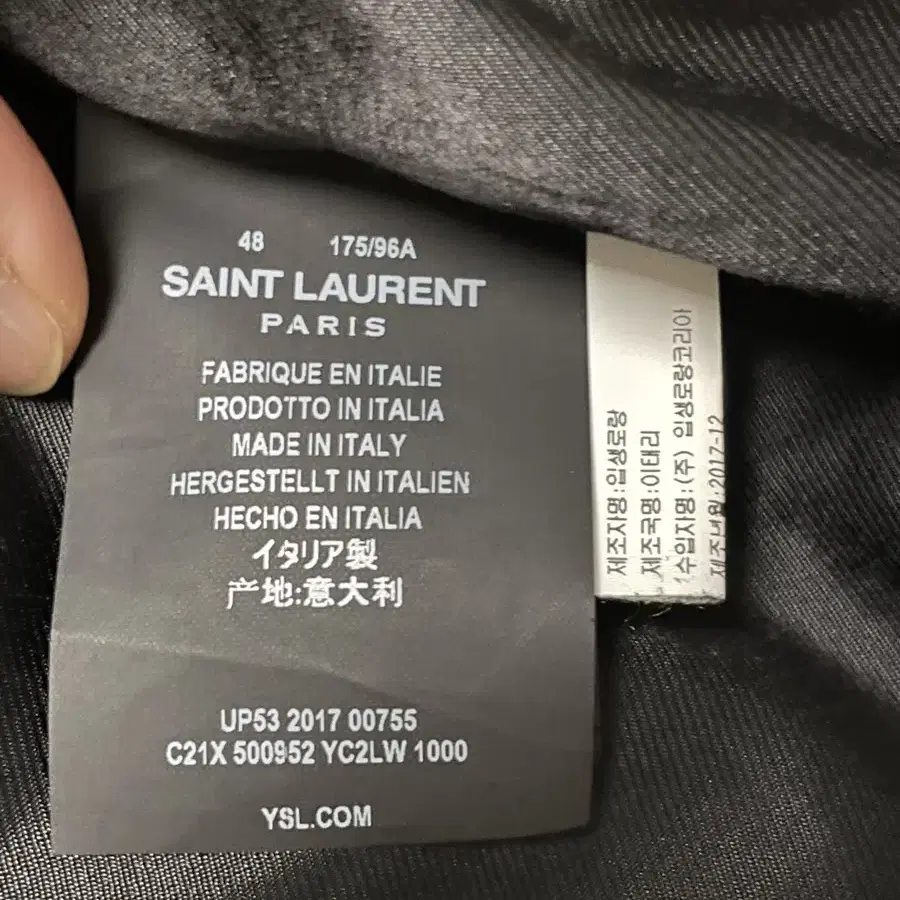 48 175/96A
SAINT LAURENT
PARIS
FABRIQUE EN ITALIE
PRODOTTO IN ITALIA
MADE IN ITALY
HERGESTELLT IN ITALIEN
HECHO EN ITALIA
イタリア製
产地:意大利
UP53 2017 00755
C21X 500952 YC2LW 1000
YSL.COM
제조자명:입생로랑
제조국명:이태리
수입자명:(주) 입생로랑코리아
제조년월:2017-12